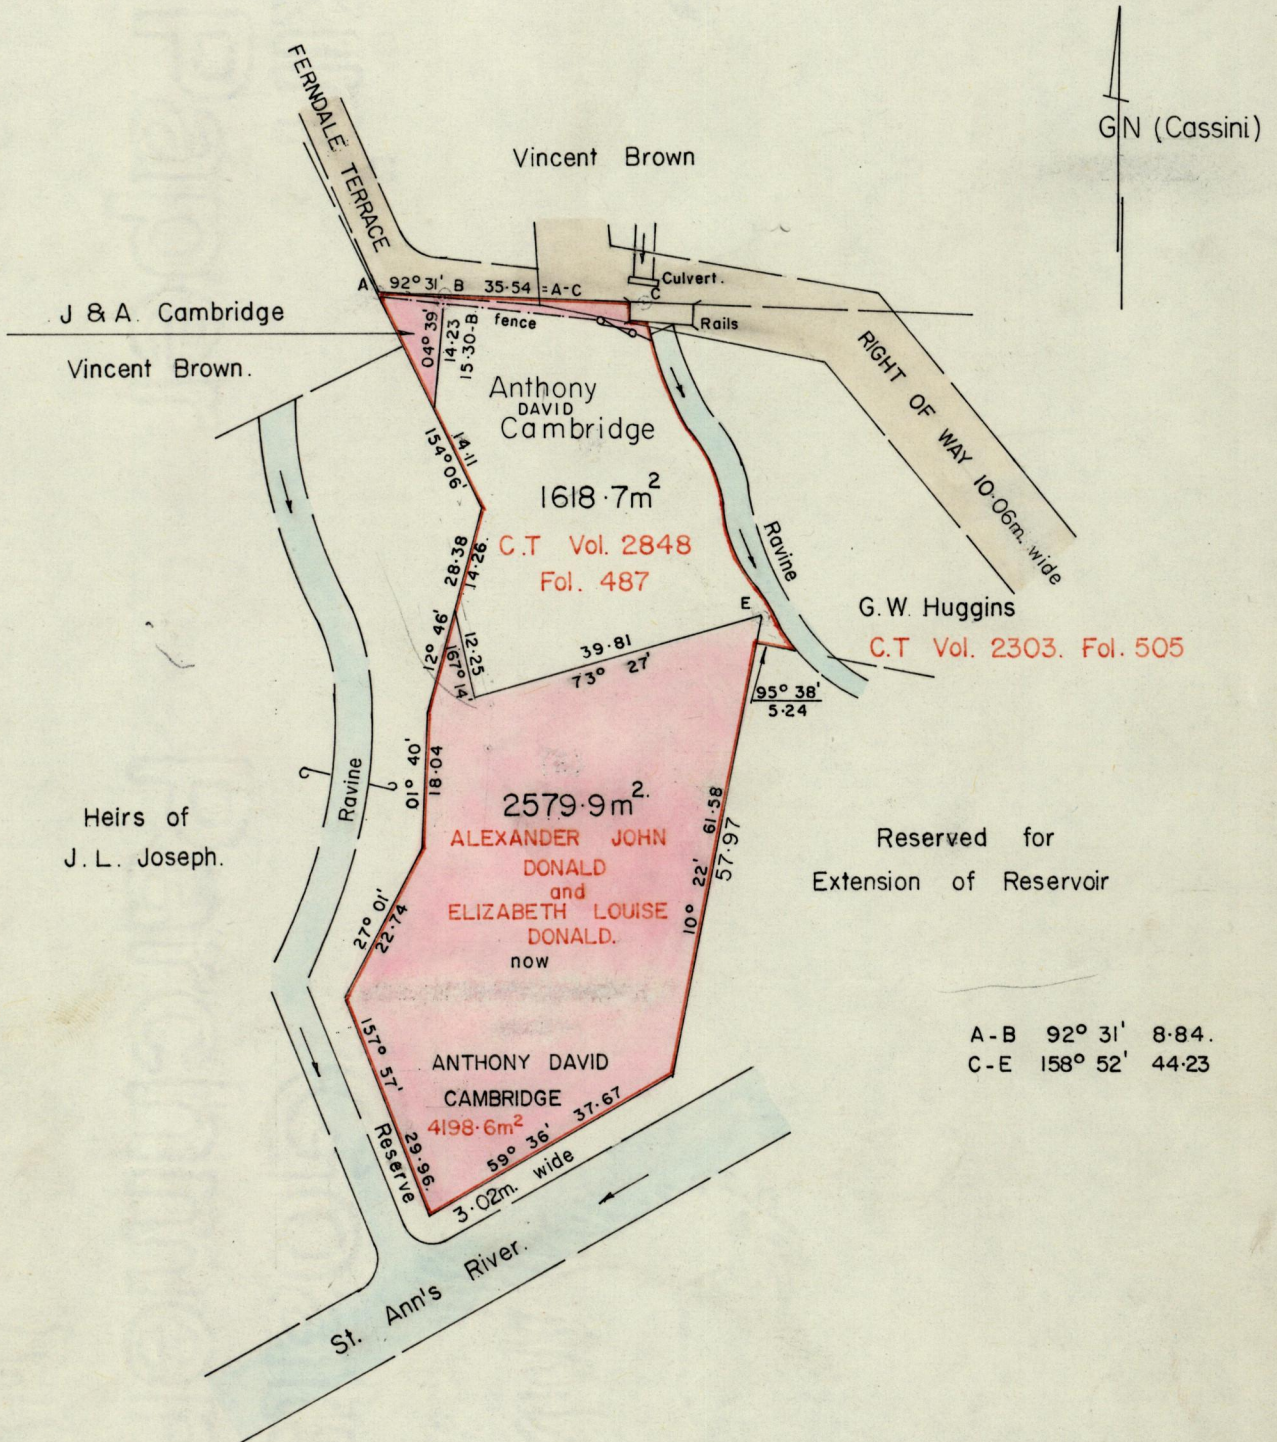 FERNDALE TERRACE
Vincent Brown
GN (Cassini)
A 92° 31' B 35·54 = A-C
Culvert.
C
Rails
fence
J & A. Cambridge
Vincent Brown.
04° 39'
14·23
15·30-B
Anthony
DAVID
Cambridge
1618·7m²
C.T Vol. 2848
Fol. 487
RIGHT OF WAY 10·06m. wide
14·11
154° 06'
28·38
14·26.
Ravine
E
G.W. Huggins
C.T Vol. 2303. Fol. 505
12° 46'
12·25
167° 14'
39·81
73° 27'
95° 38'
5·24
01° 40'
18·04
Ravine
Heirs of
J. L. Joseph.
2579·9m².
ALEXANDER JOHN
DONALD
and
ELIZABETH LOUISE
DONALD.
now
61·58
10° 22'
57·97
Reserved for
Extension of Reservoir
27° 01'
22·74
A-B 92° 31' 8·84.
C-E 158° 52' 44·23
157° 57'
29·96.
ANTHONY DAVID
CAMBRIDGE
4198·6m²
59° 36' 37·67
Reserve
3·02m. wide
St. Ann's River.